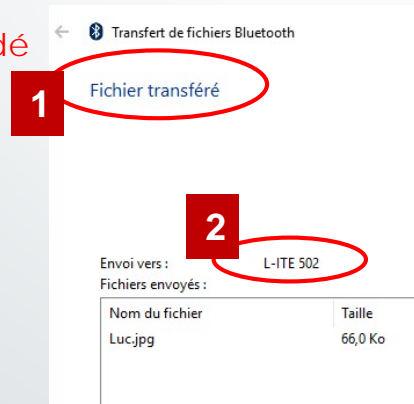 dé
Transfert de fichiers Bluetooth
1
Fichier transféré
2
Envoi vers : L-ITE 502
Fichiers envoyés :
Nom du fichier Taille
Luc.jpg 66,0 Ko